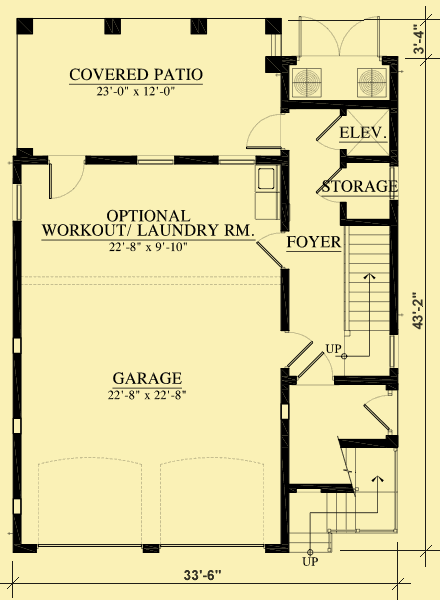 3'-4"
COVERED PATIO
23'-0" x 12'-0"
ELEV.
STORAGE
OPTIONAL
WORKOUT/ LAUNDRY RM.
22'-8" x 9'-10"
FOYER
43'-2"
UP
GARAGE
22'-8" x 22'-8"
UP
33'-6"